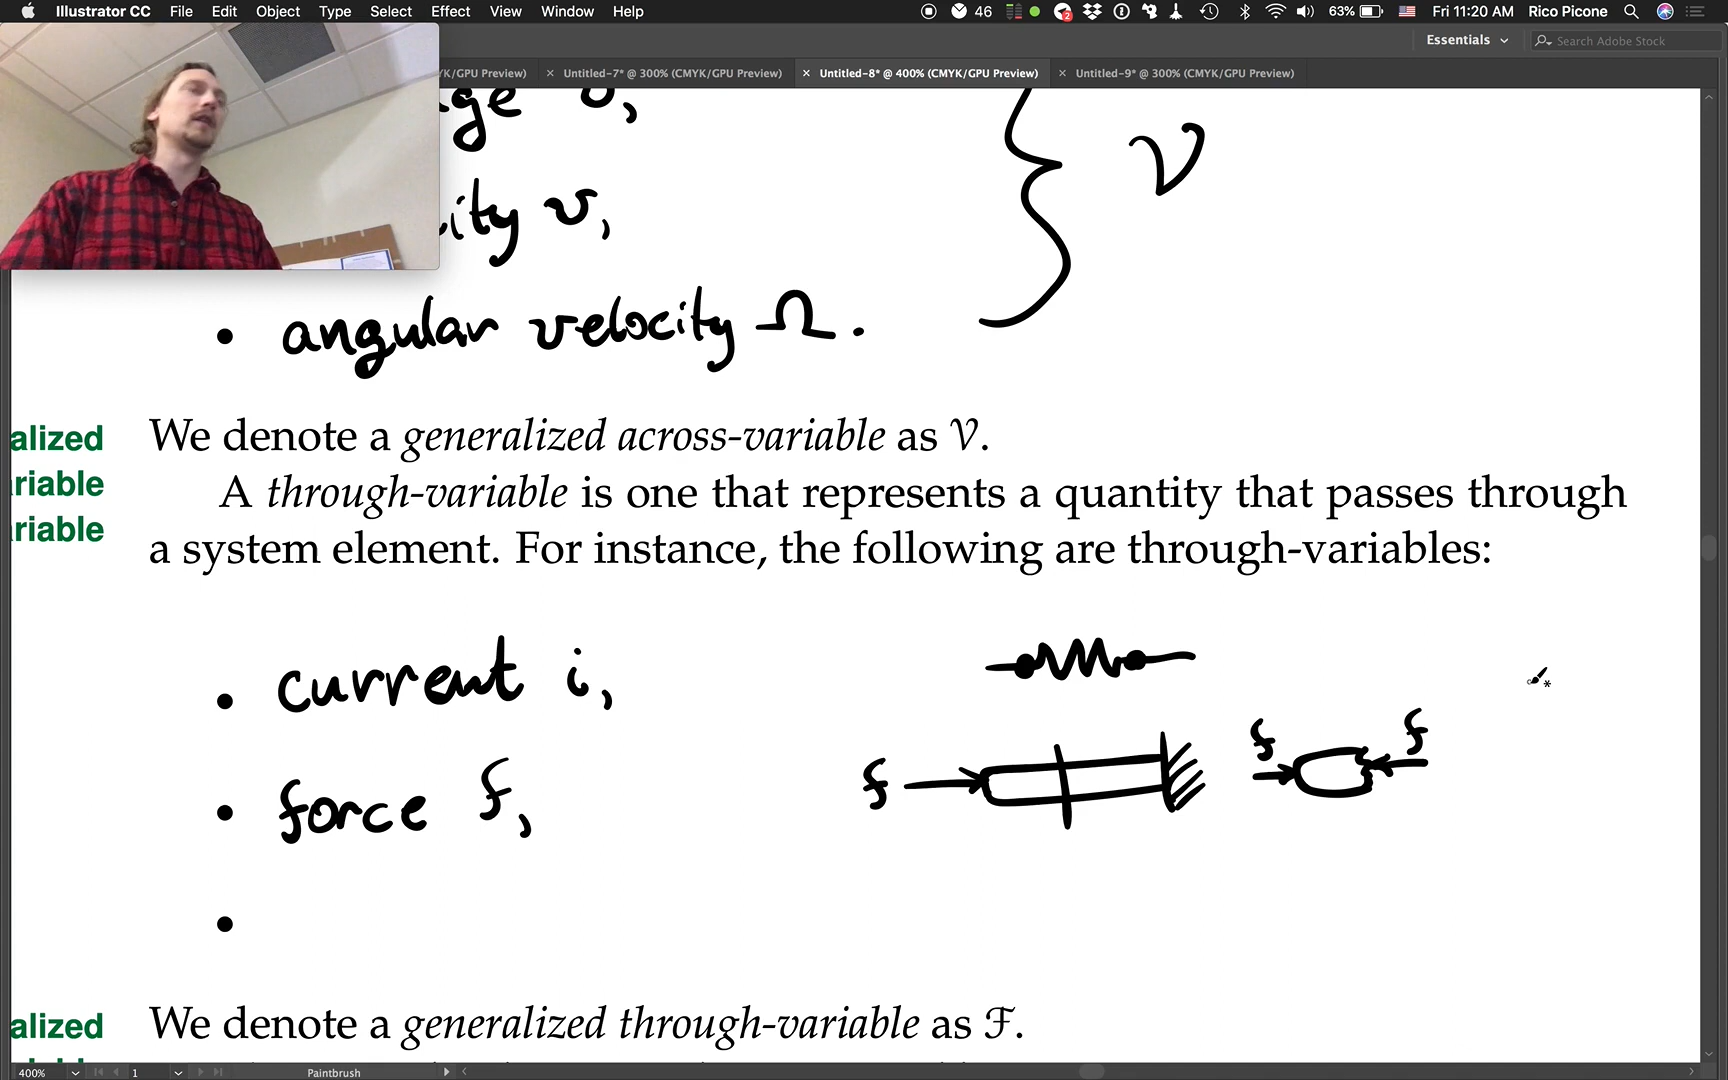 Illustrator CC File Edit Object Type Select Effect View Window Help 46 2 63% Fri 11:20 AM Rico Picone
Essentials Search Adobe Stock
YK/GPU Preview) × Untitled-7* @ 300% (CMYK/GPU Preview) × Untitled-8* @ 400% (CMYK/GPU Preview) × Untitled-9* @ 300% (CMYK/GPU Preview)
ge v,
V
ity v,
• angular velocity Ω.
alized We denote a generalized across-variable as V.
riable A through-variable is one that represents a quantity that passes through
riable a system element. For instance, the following are through-variables:
• current i,
f f
• force f, f
•
alized We denote a generalized through-variable as F.
400% 1 Paintbrush